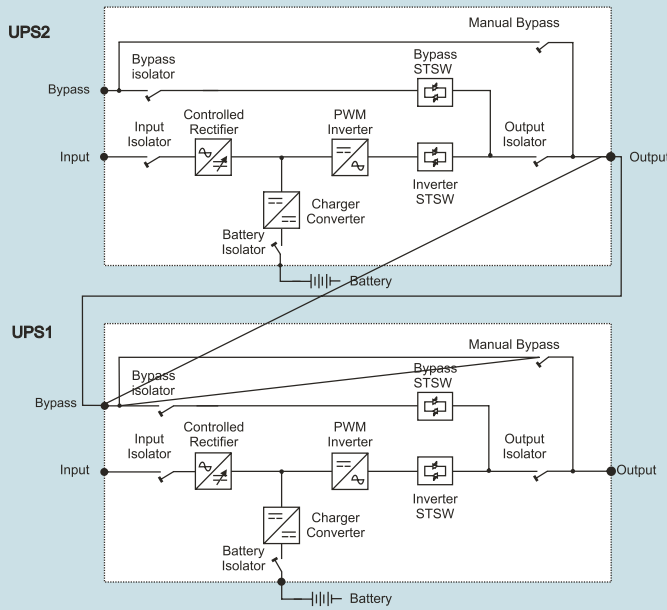 UPS2
Manual Bypass
Bypass
isolator
Bypass
STSW
Bypass
Controlled
Rectifier
PWM
Inverter
Input
Isolator
Output
Isolator
Input
Output
Inverter
STSW
Charger
Converter
Battery
Isolator
Battery
UPS1
Manual Bypass
Bypass
isolator
Bypass
STSW
Bypass
Controlled
Rectifier
PWM
Inverter
Input
Isolator
Output
Isolator
Input
Output
Inverter
STSW
Charger
Converter
Battery
Isolator
Battery